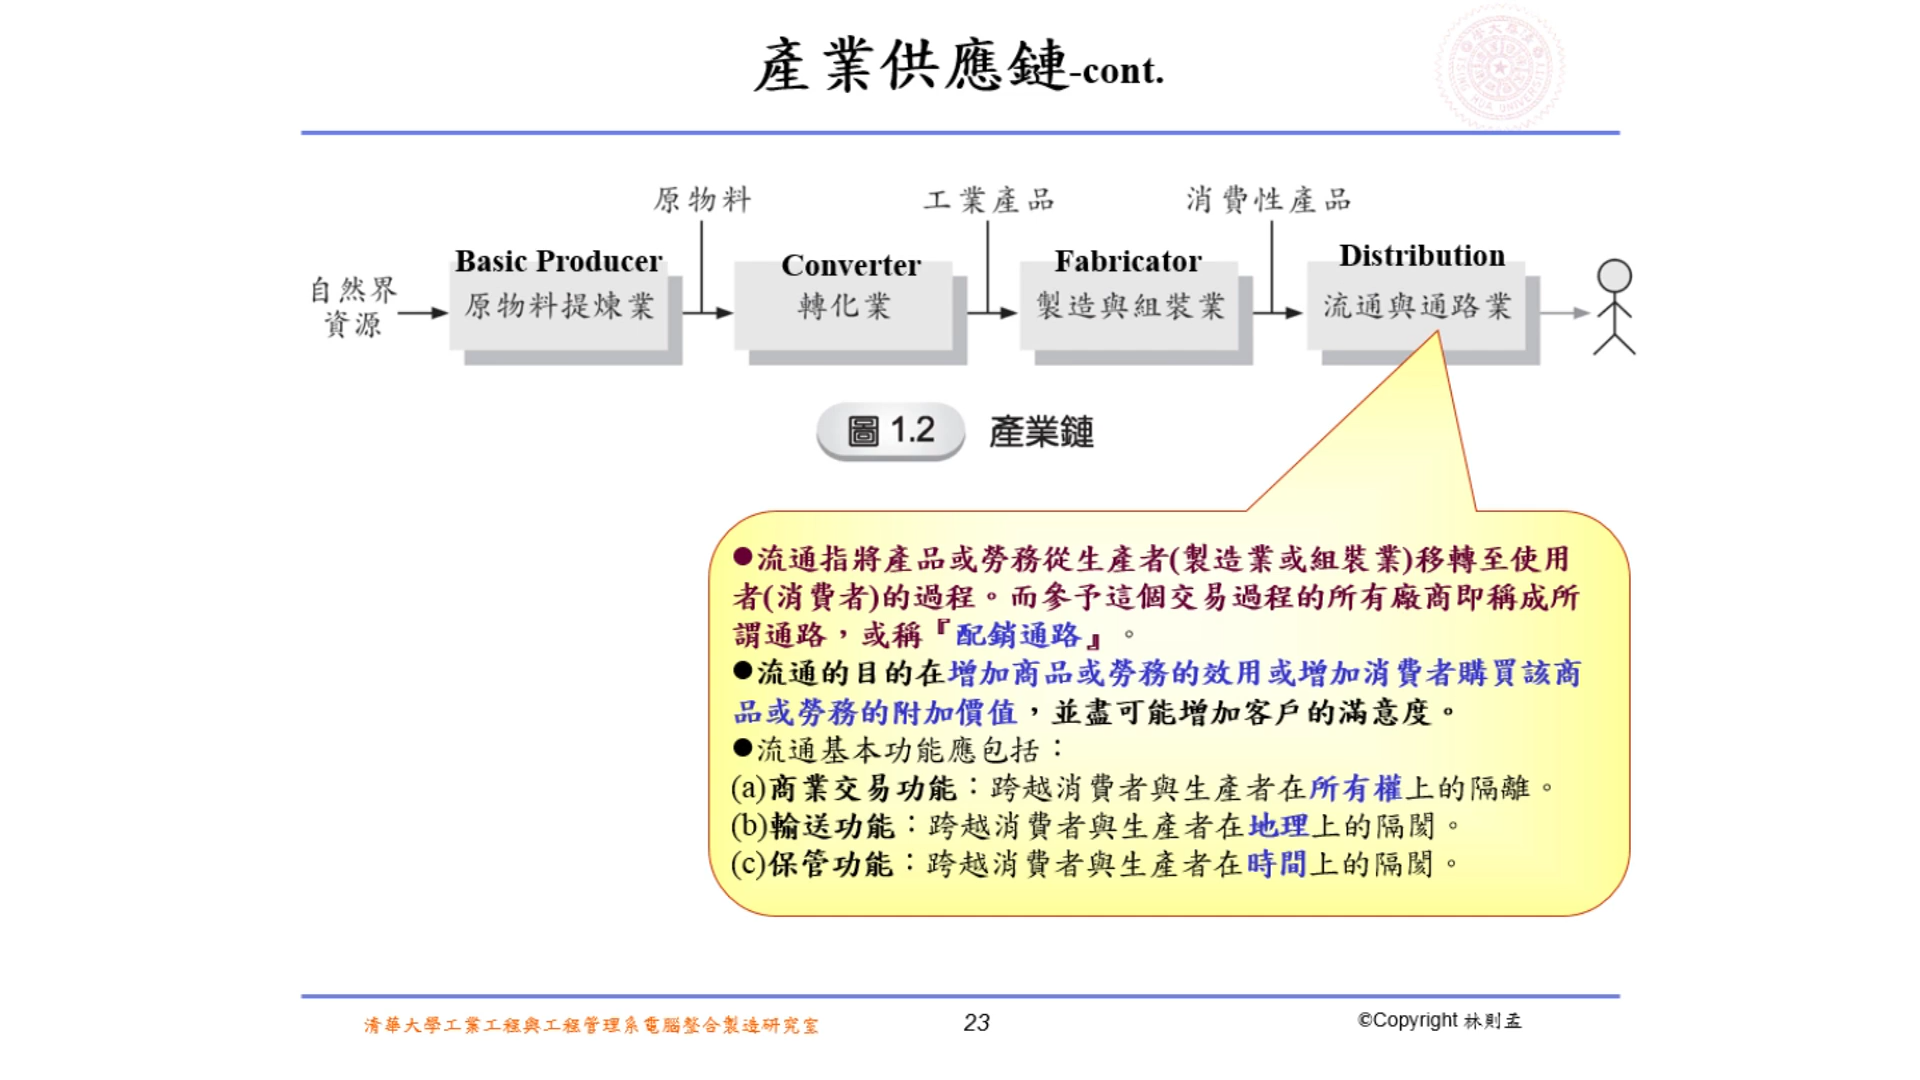 產業供應鏈-cont.
原物料
工業產品
消費性產品
自然界
資源
Basic Producer
原物料提煉業
Converter
轉化業
Fabricator
製造與組裝業
Distribution
流通與通路業
圖 1.2 產業鏈
●流通指將產品或勞務從生產者(製造業或組裝業)移轉至使用
者(消費者)的過程。而參予這個交易過程的所有廠商即稱成所
謂通路，或稱『配銷通路』。
●流通的目的在增加商品或勞務的效用或增加消費者購買該商
品或勞務的附加價值，並盡可能增加客戶的滿意度。
●流通基本功能應包括：
(a)商業交易功能：跨越消費者與生產者在所有權上的隔離。
(b)輸送功能：跨越消費者與生產者在地理上的隔閡。
(c)保管功能：跨越消費者與生產者在時間上的隔閡。
清華大學工業工程與工程管理系電腦整合製造研究室
23
©Copyright 林則孟